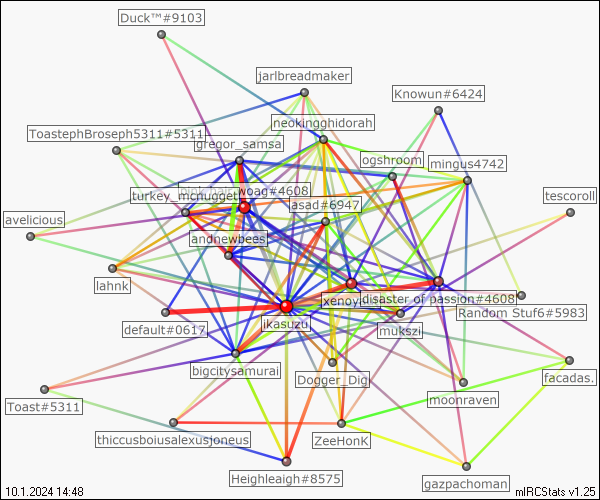 Duck™#9103
jarlbreadmaker
Knowun#6424
neokingghidorah
ToastephBroseph5311#5311
gregor_samsa
ogshroom
mingus4742
woag#4608
turkey_mcnugget
asad#6947
tescoroll
avelicious
andnewbees
lahnk
xenoy
disaster of passion#4608
Random Stuf6#5983
default#0617
ikasuzu
mukszi
bigcitysamurai
Dogger_Dig
facadas.
moonraven
Toast#5311
thiccusboiusalexusjoneus
ZeeHonk
Heighleaigh#8575
gazpachoman
10.1.2024 14:48
mIRCStats v1.25